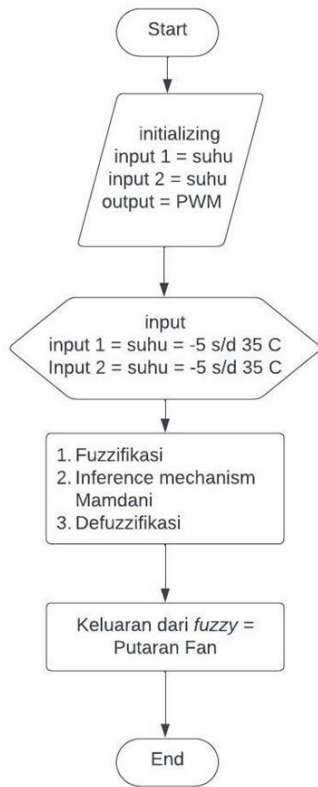 Start
initializing
input 1 = suhu
input 2 = suhu
output = PWM
input
input 1 = suhu = -5 s/d 35 C
Input 2 = suhu = -5 s/d 35 C
1. Fuzzifikasi
2. Inference mechanism
Mamdani
3. Defuzzifikasi
Keluaran dari fuzzy =
Putaran Fan
End